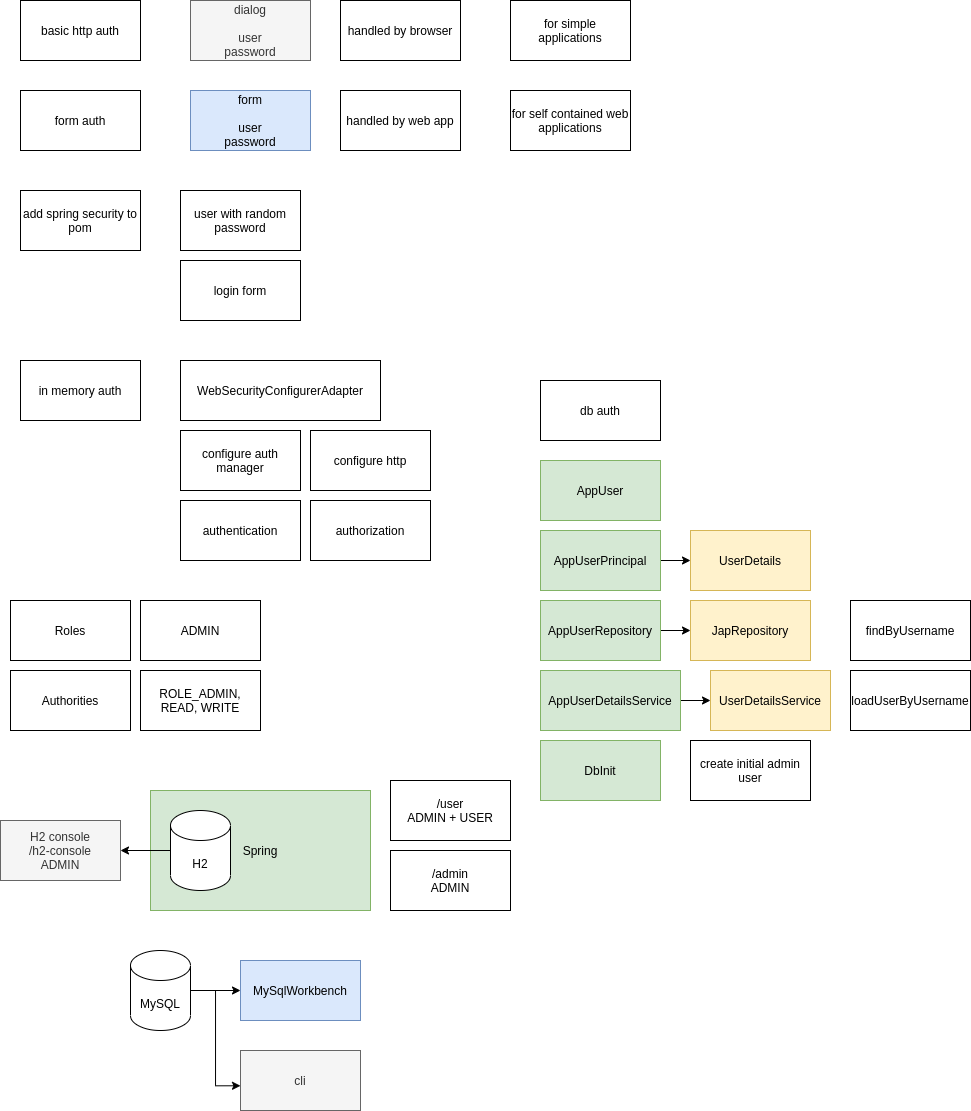 basic http auth
dialog
user
password
handled by browser
for simple
applications
form auth
form
user
password
handled by web app
for self contained web
applications
add spring security to
pom
user with random
password
login form
in memory auth
WebSecurityConfigurerAdapter
configure auth
manager
configure http
authentication
authorization
db auth
AppUser
AppUserPrincipal
UserDetails
AppUserRepository
JapRepository
findByUsername
AppUserDetailsService
UserDetailsService
loadUserByUsername
DbInit
create initial admin
user
Roles
ADMIN
Authorities
ROLE_ADMIN,
READ, WRITE
H2 console
/h2-console
ADMIN
H2
Spring
/user
ADMIN + USER
/admin
ADMIN
MySQL
MySqlWorkbench
cli